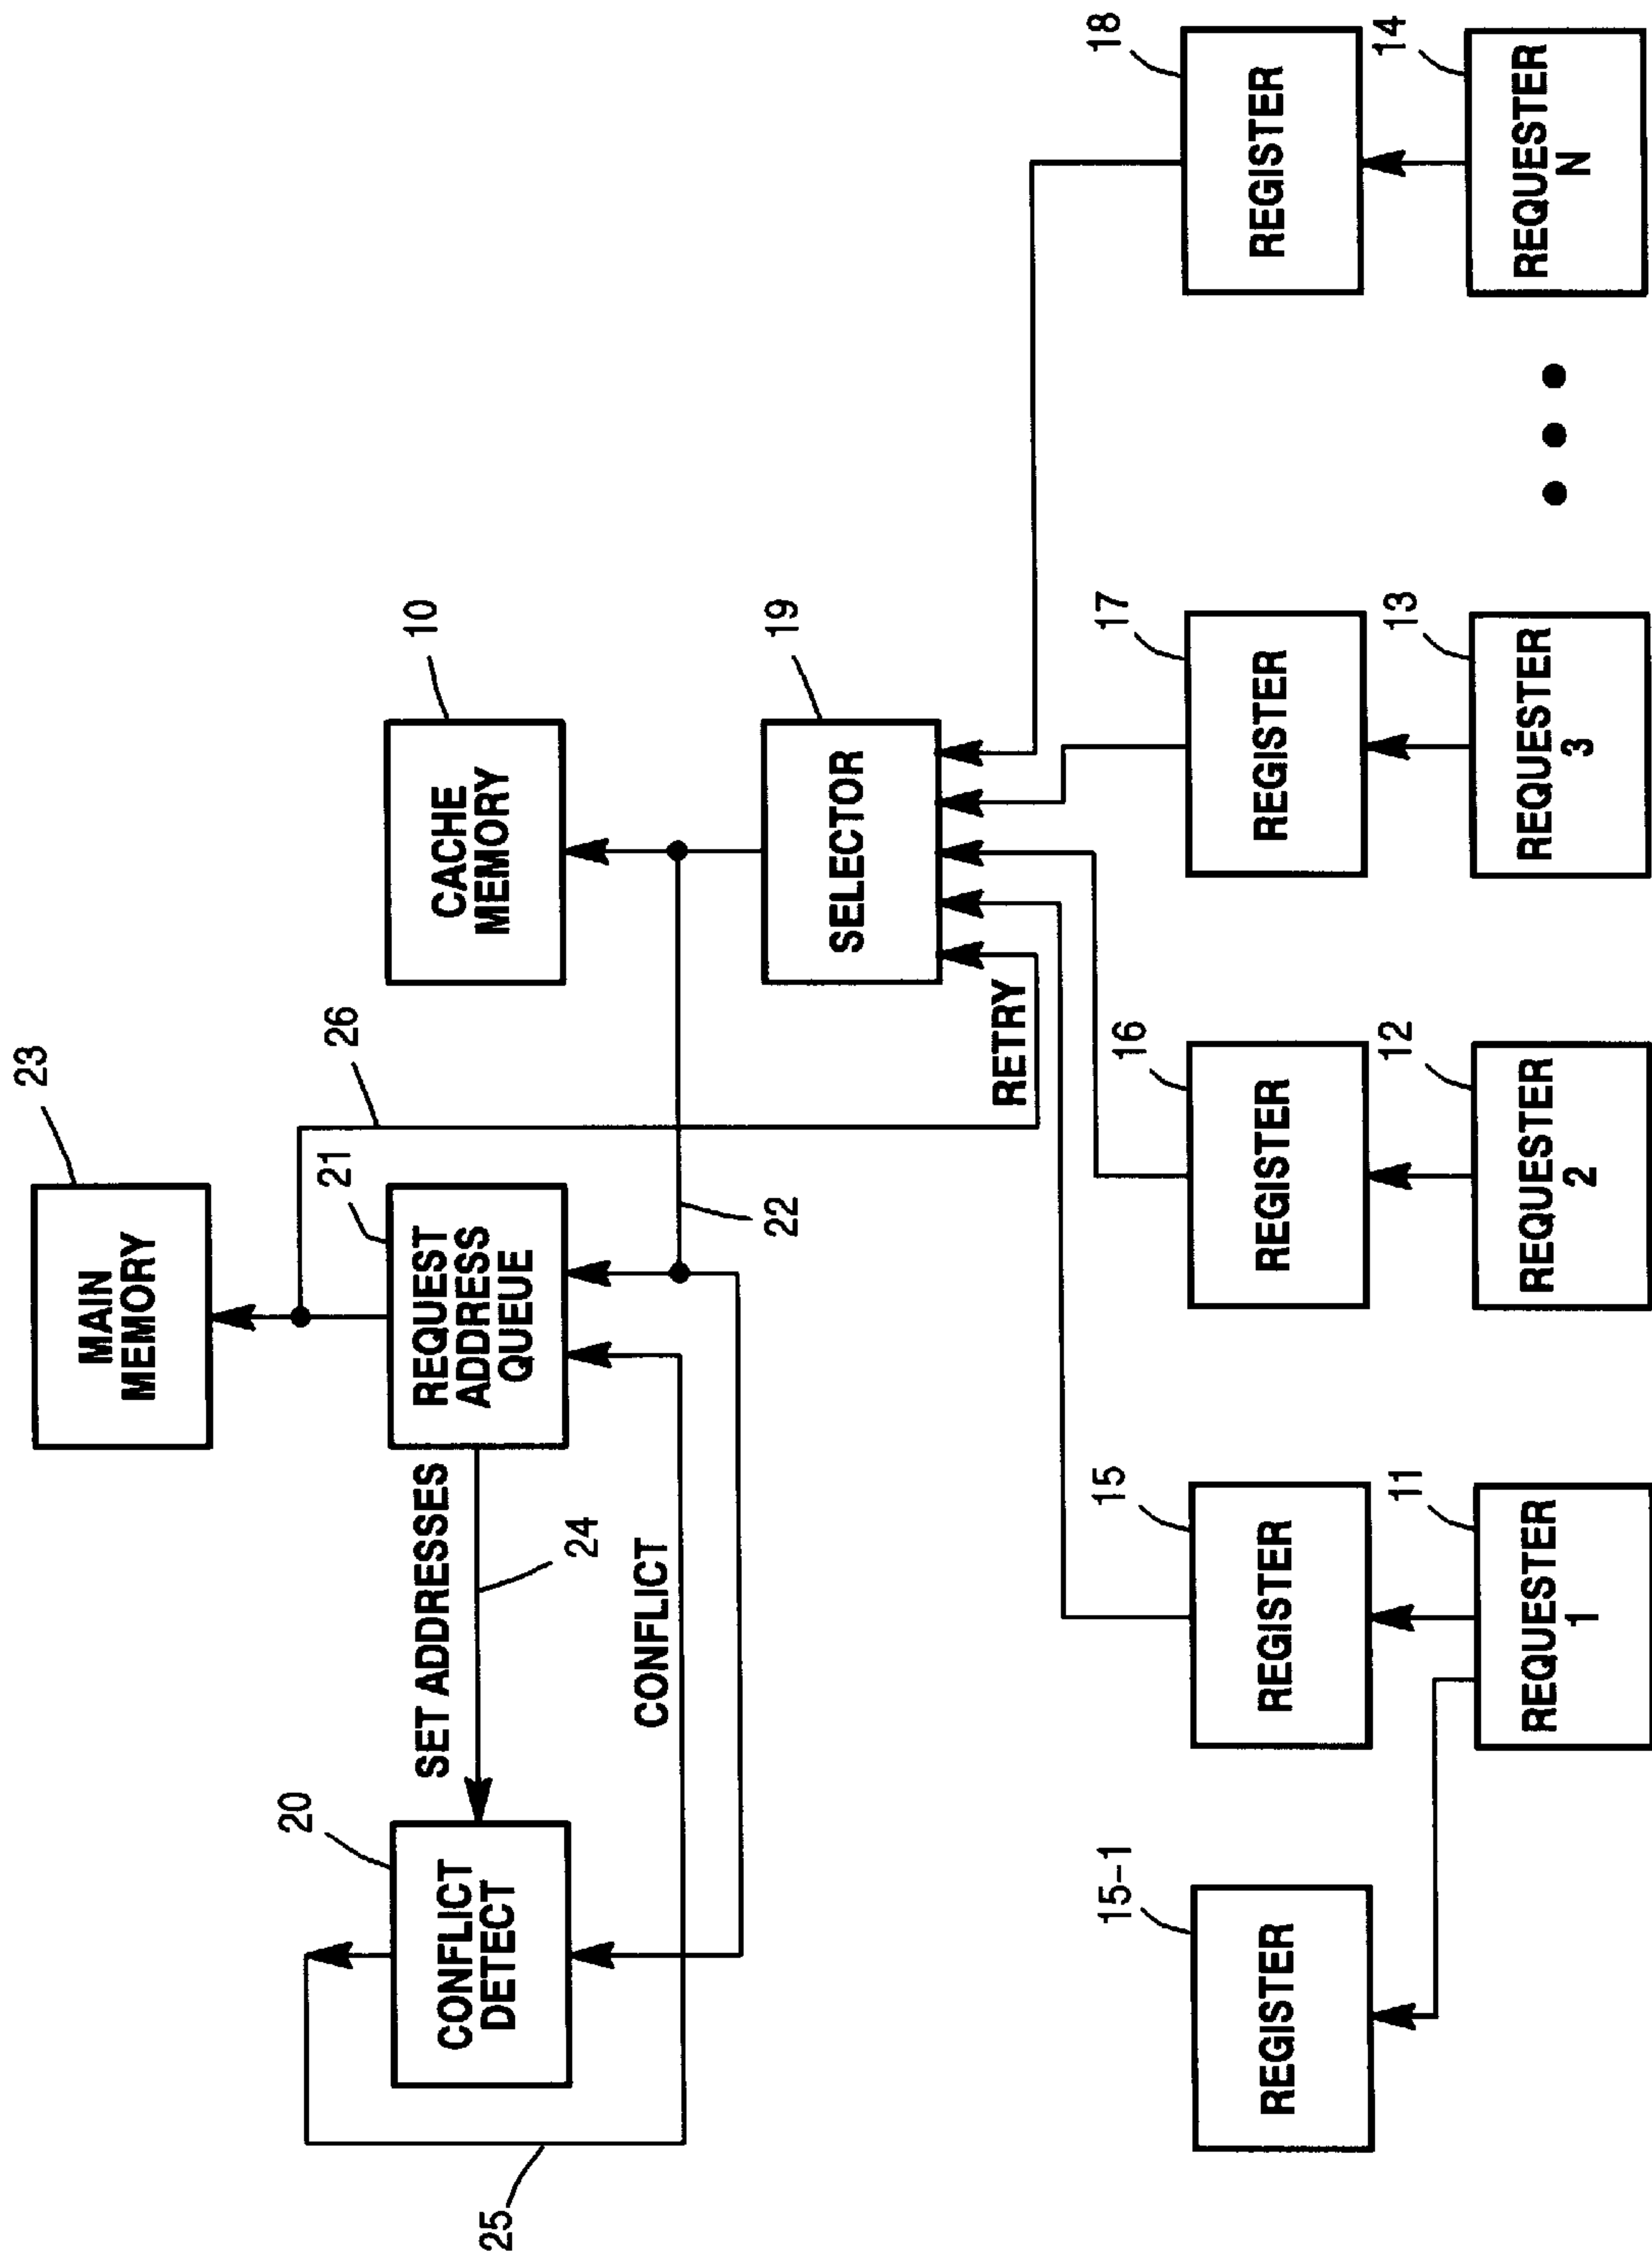 23
MAIN
MEMORY
20
SET ADDRESSES
21
26
10
CONFLICT
DETECT
REQUEST
ADDRESS
QUEUE
CACHE
MEMORY
24
25
CONFLICT
22
19
SELECTOR
RETRY
15-1
15
16
17
18
REGISTER
REGISTER
REGISTER
REGISTER
REGISTER
11
12
13
14
REQUESTER
1
REQUESTER
2
REQUESTER
3
REQUESTER
N